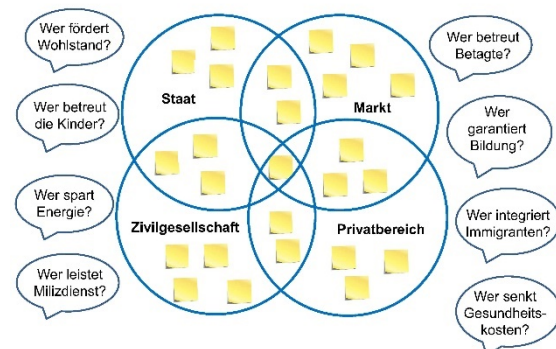 Wer fördert
Wohlstand?
Wer betreut
die Kinder?
Wer spart
Energie?
Wer leistet
Milizdienst?
Staat
Markt
Zivilgesellschaft
Privatbereich
Wer betreut
Betagte?
Wer
garantiert
Bildung?
Wer integriert
Immigranten?
Wer senkt
Gesundheits-
kosten?